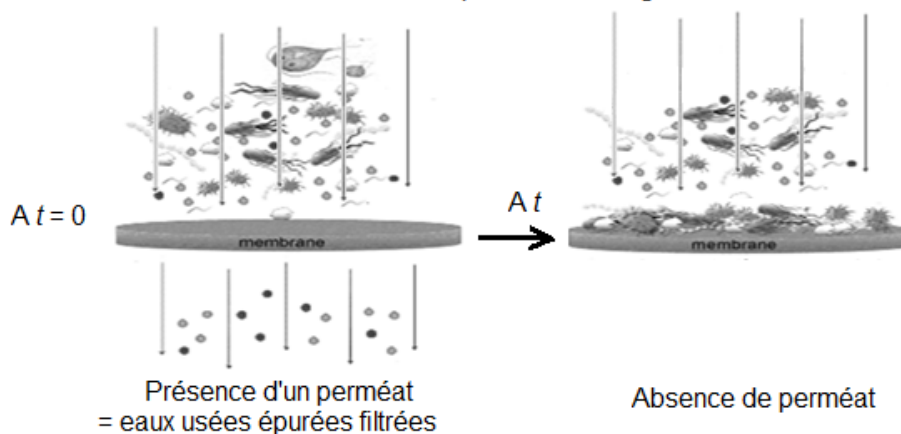 A t = 0
membrane
A t
membrane
Présence d'un perméat
= eaux usées épurées filtrées
Absence de perméat